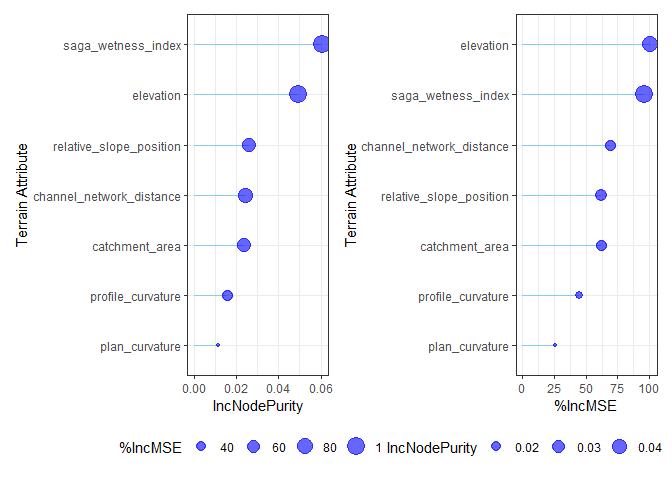 saga_wetness_index
elevation
relative_slope_position
channel_network_distance
catchment_area
profile_curvature
plan_curvature
Terrain Attribute
0.00 0.02 0.04 0.06
IncNodePurity
elevation
saga_wetness_index
channel_network_distance
relative_slope_position
catchment_area
profile_curvature
plan_curvature
Terrain Attribute
0 25 50 75 100
%IncMSE
%IncMSE 40 60 80 1 IncNodePurity 0.02 0.03 0.04